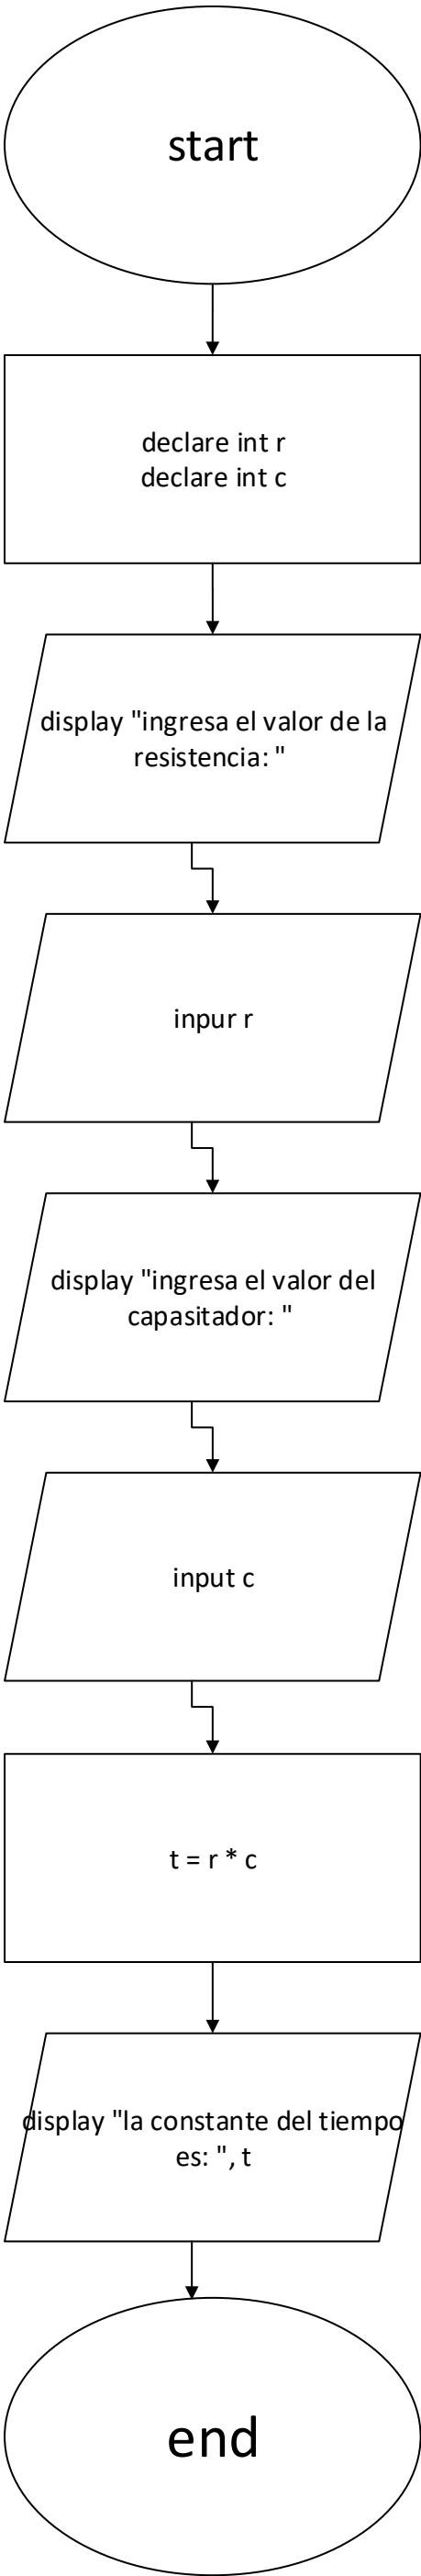 start
declare int r
declare int c
display "ingresa el valor de la
resistencia: "
inpur r
display "ingresa el valor del
capasitador: "
input c
t = r * c
display "la constante del tiempo
es: ", t
end